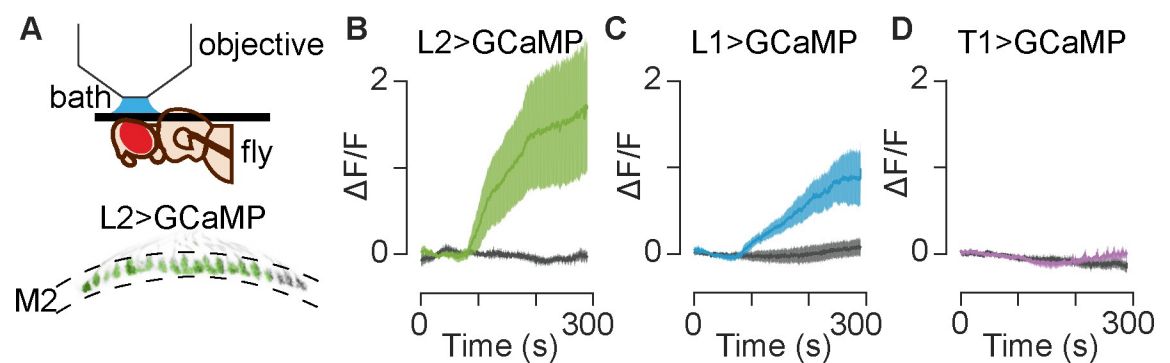 A
objective
bath
fly
L2>GCaMP
M2
B
L2>GCaMP
2
0
ΔF/F
0
300
Time (s)
C
L1>GCaMP
2
0
ΔF/F
0
300
Time (s)
D
T1>GCaMP
2
0
ΔF/F
0
300
Time (s)